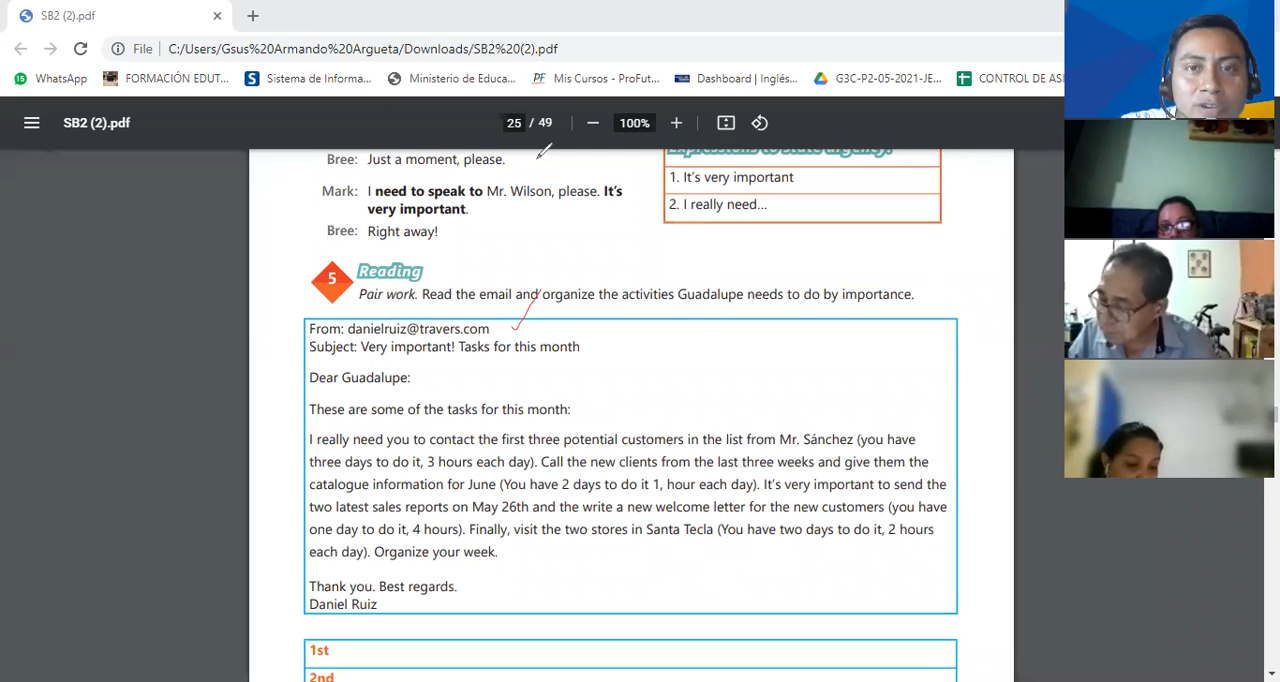 SB2 (2).pdf
File C:/Users/Gsus%20Armando%20Argueta/Downloads/SB2%20(2).pdf
WhatsApp FORMACIÓN EDUT... Sistema de Informa... Ministerio de Educa... Mis Cursos - ProFut... Dashboard | Inglés... G3C-P2-05-2021-JE... CONTROL DE AS
SB2 (2).pdf 25 / 49 100%
Expressions to state urgency:
Bree: Just a moment, please.
1. It's very important
Mark: I need to speak to Mr. Wilson, please. It's
very important.
2. I really need...
Bree: Right away!
5 Reading
Pair work. Read the email and organize the activities Guadalupe needs to do by importance.
From: danielruiz@travers.com
Subject: Very important! Tasks for this month
Dear Guadalupe:
These are some of the tasks for this month:
I really need you to contact the first three potential customers in the list from Mr. Sánchez (you have
three days to do it, 3 hours each day). Call the new clients from the last three weeks and give them the
catalogue information for June (You have 2 days to do it 1, hour each day). It's very important to send the
two latest sales reports on May 26th and the write a new welcome letter for the new customers (you have
one day to do it, 4 hours). Finally, visit the two stores in Santa Tecla (You have two days to do it, 2 hours
each day). Organize your week.
Thank you. Best regards.
Daniel Ruiz
1st
2nd